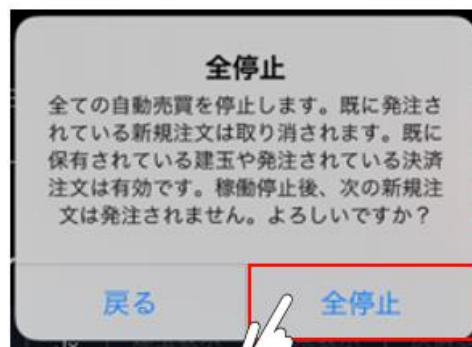 全停止
全ての自動売買を停止します。既に発注さ
れている新規注文は取り消されます。既に
保有されている建玉や発注されている決済
注文は有効です。稼働停止後、次の新規注
文は発注されません。よろしいですか？
戻る
全停止